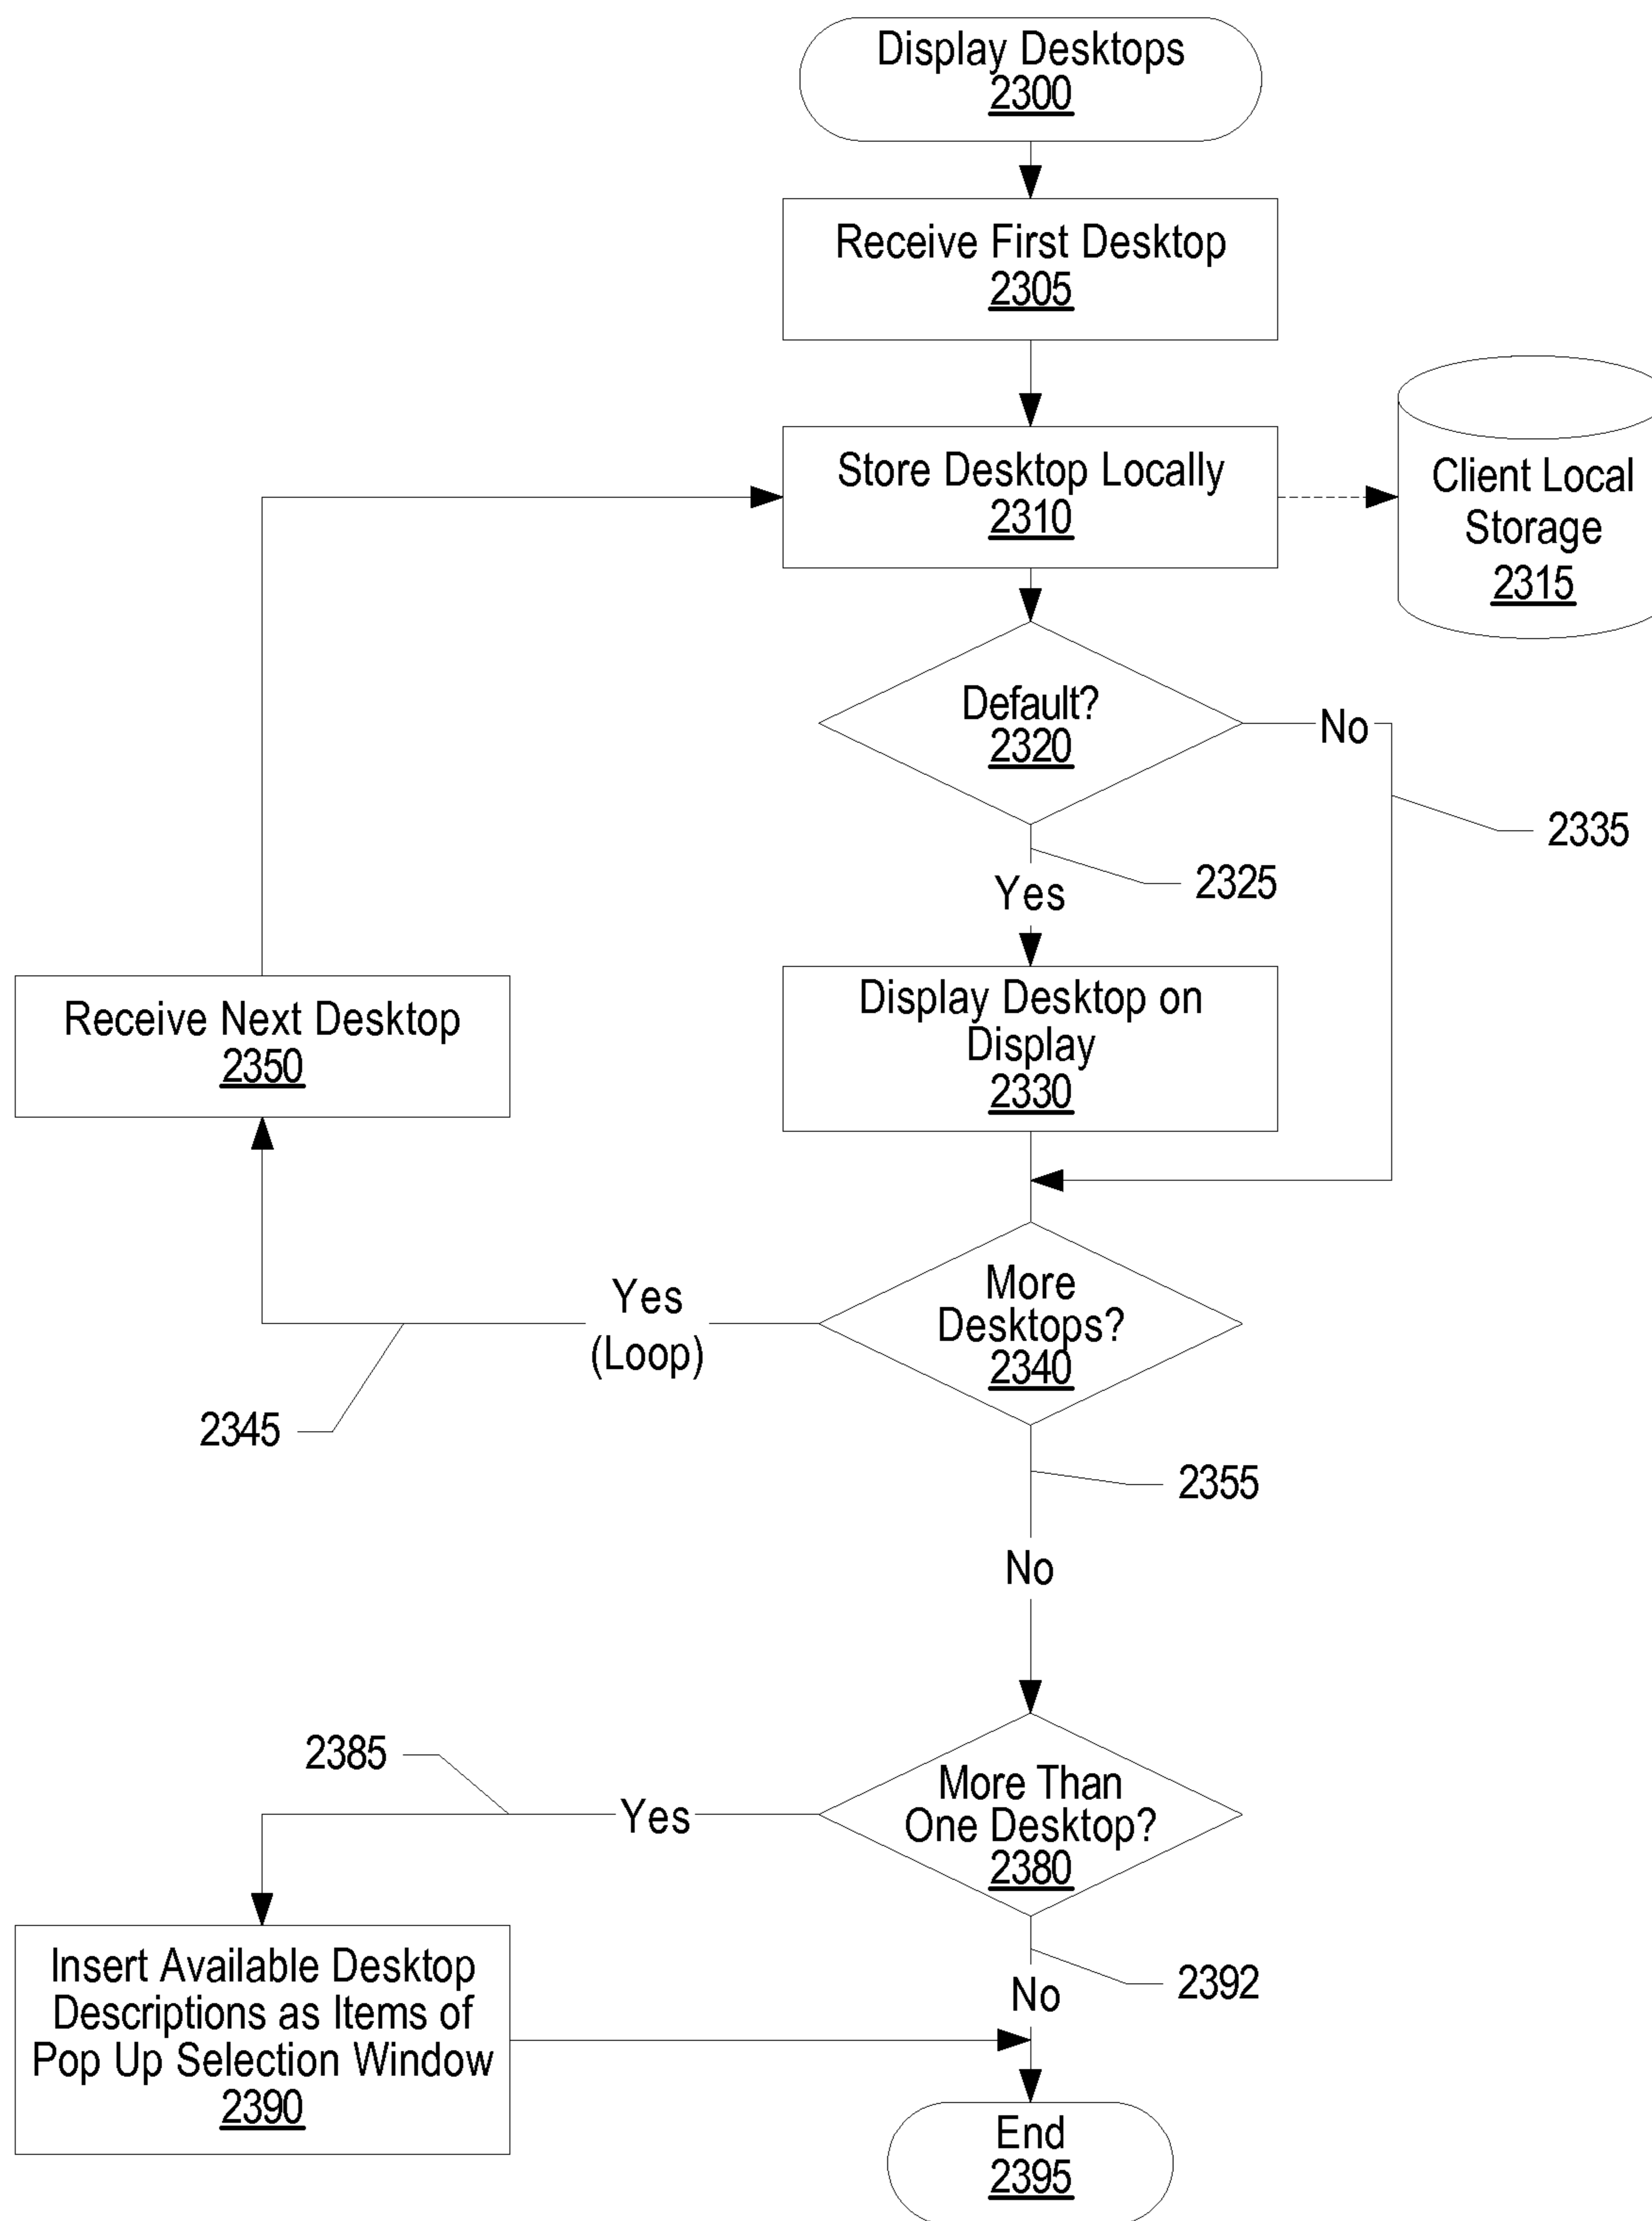 Display Desktops
2300
Receive First Desktop
2305
Store Desktop Locally
2310
Client Local
Storage
2315
Default?
2320
No
2335
2325
Yes
Display Desktop on
Display
2330
Receive Next Desktop
2350
More
Desktops?
2340
Yes
(Loop)
2345
2355
No
More Than
One Desktop?
2380
2385
Yes
Insert Available Desktop
Descriptions as Items of
Pop Up Selection Window
2390
2392
No
End
2395